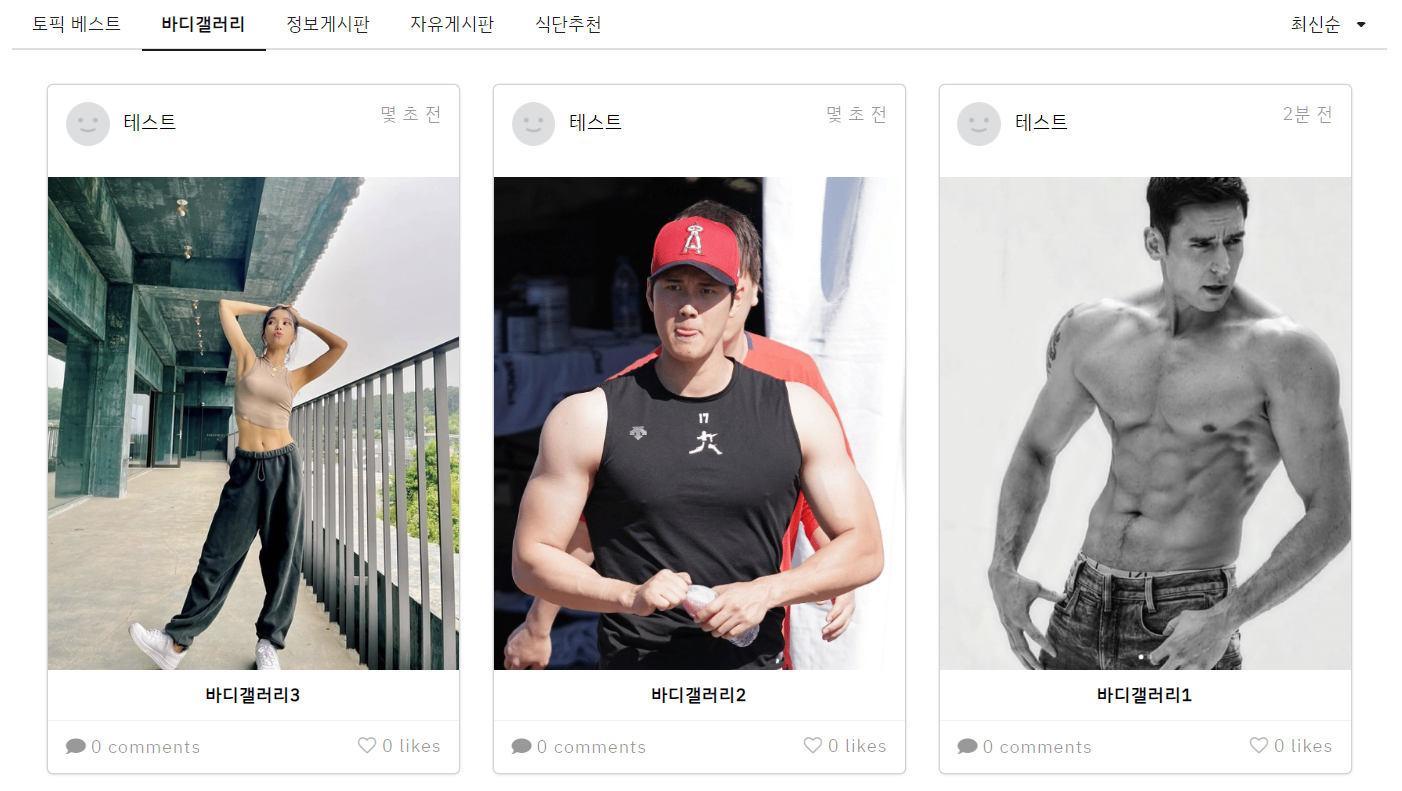 토픽 베스트 바디갤러리 정보게시판 자유게시판 식단추천 최신순
테스트 몇 초 전
테스트 몇 초 전
테스트 2분 전
A
17
바디갤러리3
바디갤러리2
바디갤러리1
0 comments 0 likes
0 comments 0 likes
0 comments 0 likes